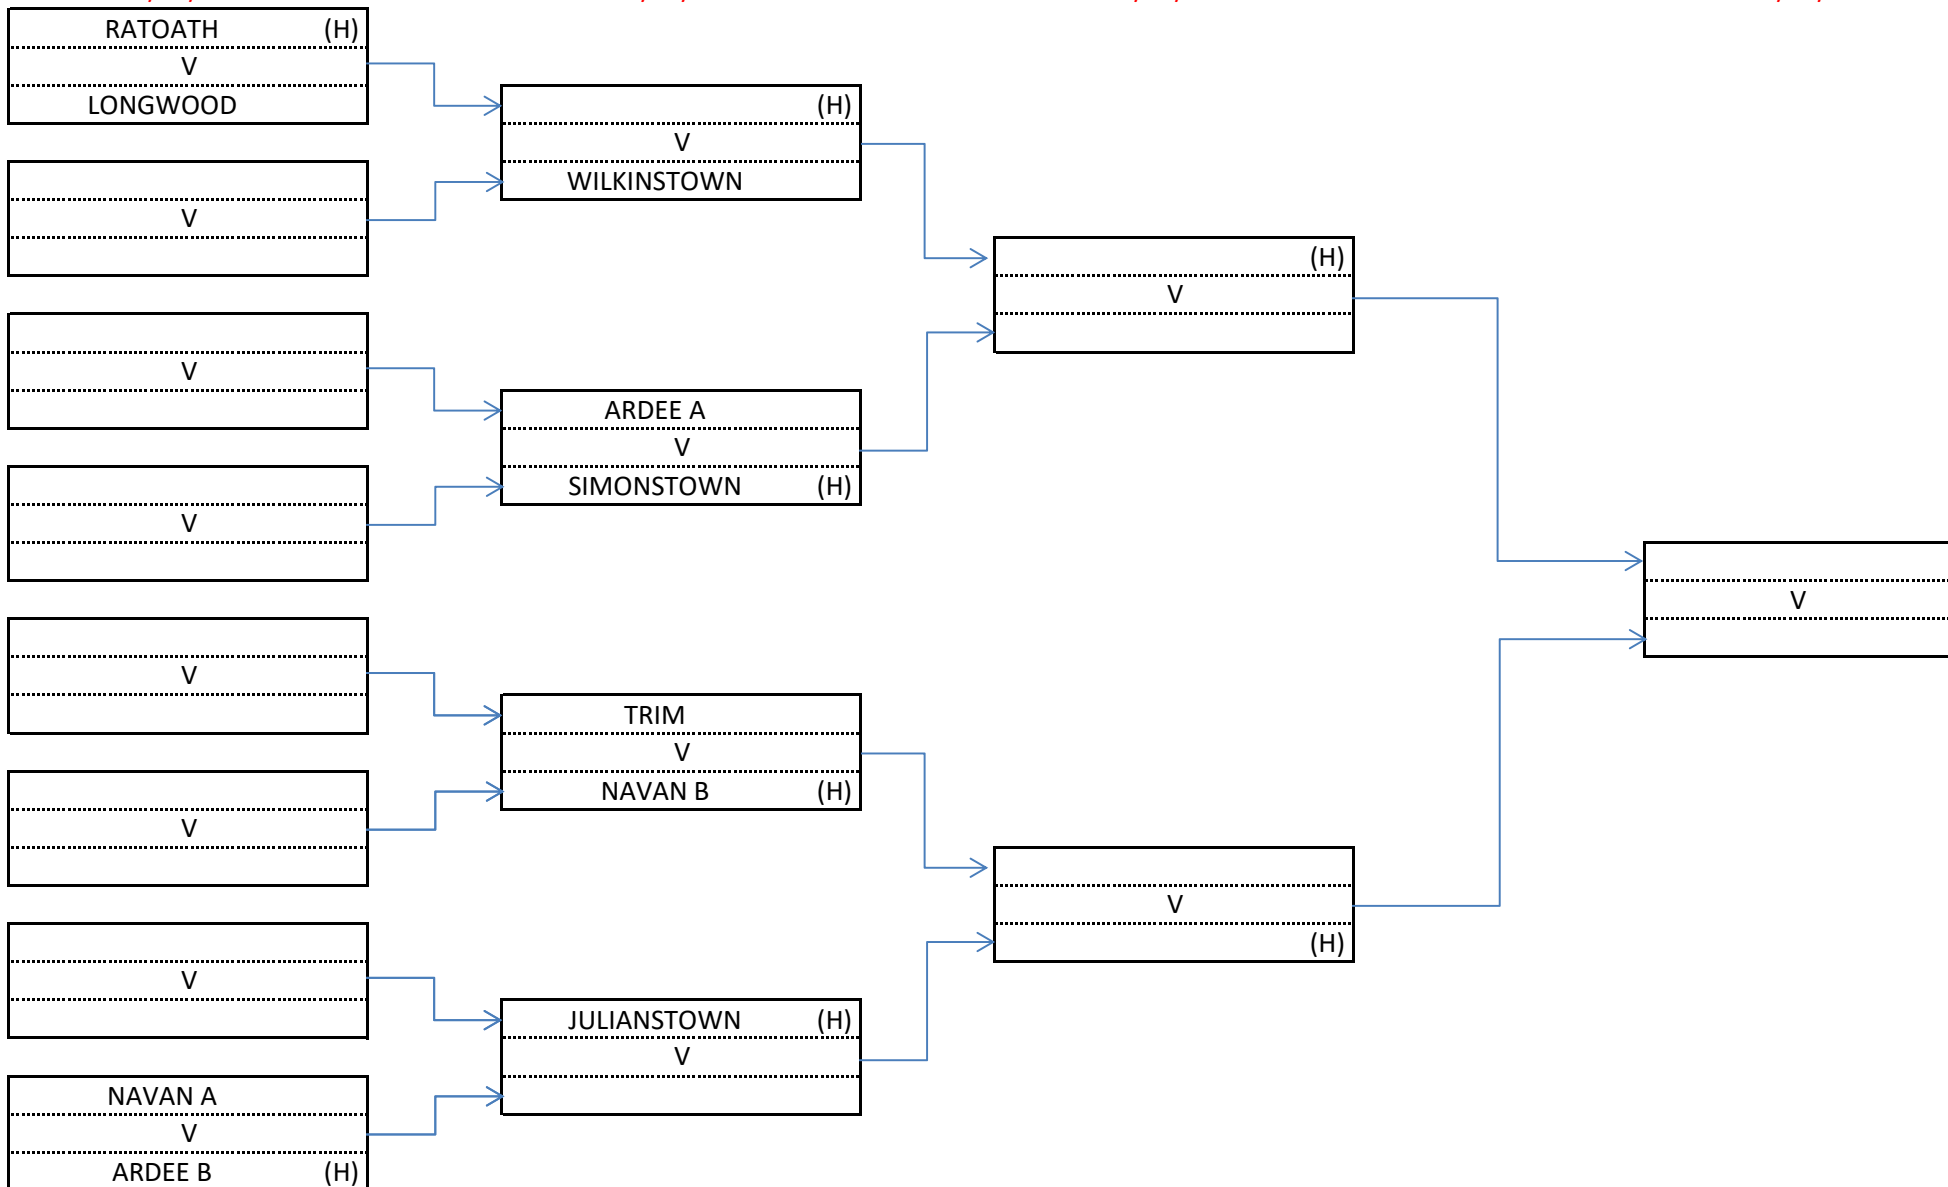 RATOATH (H)
V
LONGWOOD
V
V
V
V
V
V
NAVAN A
V
ARDEE B (H)
(H)
V
WILKINSTOWN
ARDEE A
V
SIMONSTOWN (H)
TRIM
V
NAVAN B (H)
JULIANSTOWN (H)
V
(H)
V
V
(H)
V